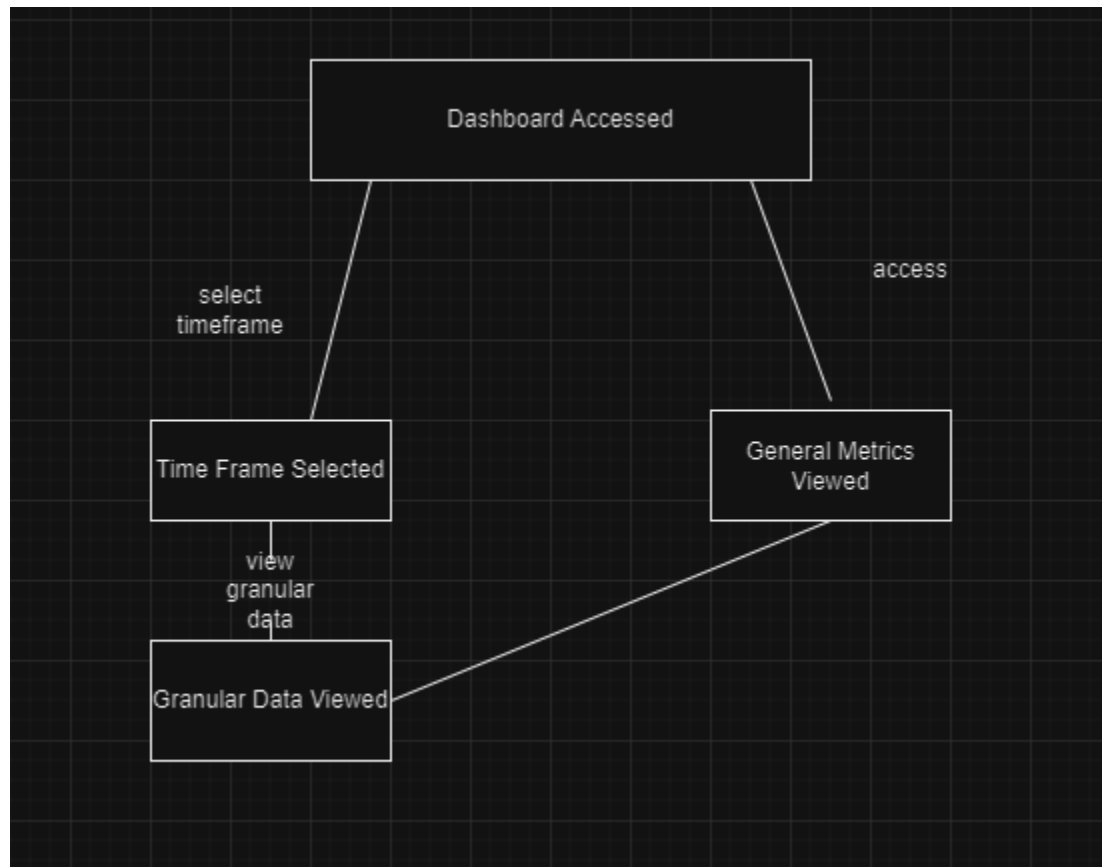 Dashboard Accessed
access
select
timeframe
Time Frame Selected
General Metrics
Viewed
view
granular
data
Granular Data Viewed